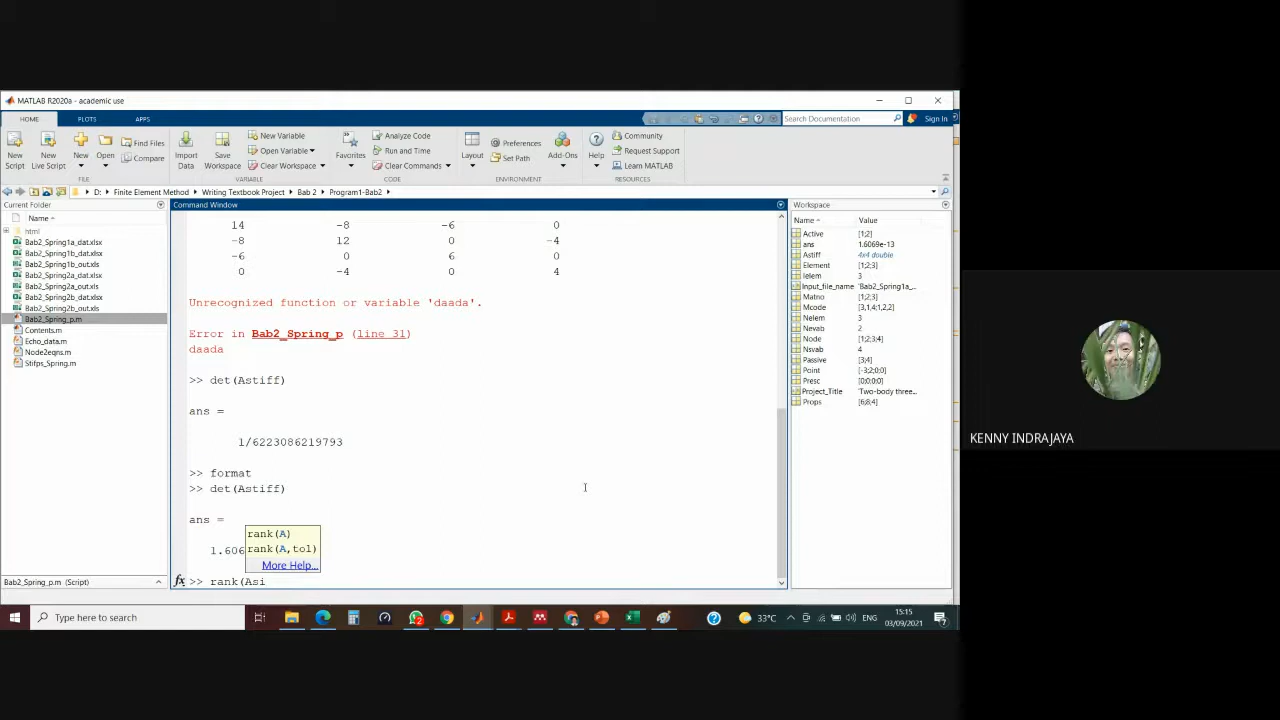 MATLAB R2020a - academic use
HOME PLOTS APPS
Search Documentation
Sign In
New Script
New Live Script
New
Open
Find Files
Compare
Import Data
Save Workspace
New Variable
Open Variable
Clear Workspace
Favorites
Analyze Code
Run and Time
Clear Commands
Layout
Preferences
Set Path
Add-Ons
Help
Community
Request Support
Learn MATLAB
FILE VARIABLE CODE ENVIRONMENT RESOURCES
D: Finite Element Method Writing Textbook Project Bab 2 Program1-Bab2
Current Folder
Name
html
Bab2_Spring1a_dat.xlsx
Bab2_Spring1b_dat.xlsx
Bab2_Spring1b_out.xls
Bab2_Spring2a_dat.xlsx
Bab2_Spring2a_out.xls
Bab2_Spring2b_dat.xlsx
Bab2_Spring2b_out.xls
Bab2_Spring_p.m
Contents.m
Echo_data.m
Node2eqns.m
Stifps_Spring.m
Bab2_Spring_p.m (Script)
Command Window
14 -8 -6 0
-8 12 0 -4
-6 0 6 0
0 -4 0 4
Unrecognized function or variable 'daada'.
Error in Bab2_Spring_p (line 31)
daada
>> det(Astiff)
ans =
1/6223086219793
>> format
>> det(Astiff)
ans =
1.606
rank(A)
rank(A,tol)
More Help...
fx >> rank(Asi
Workspace
Name Value
Active [1;2]
ans 1.6069e-13
Astiff 4x4 double
Element [1;2;3]
Ielem 3
Input_file_name 'Bab2_Spring1a_...
Matno [1;2;3]
Mcode [3,1,4;1,2,2]
Nelem 3
Nevab 2
Node [1;2;3;4]
Nsvab 4
Passive [3;4]
Point [-3;2;0;0]
Presc [0;0;0;0]
Project_Title 'Two-body three...
Props [6;8;4]
KENNY INDRAJAYA
Type here to search
33°C
ENG
15:15
03/09/2021